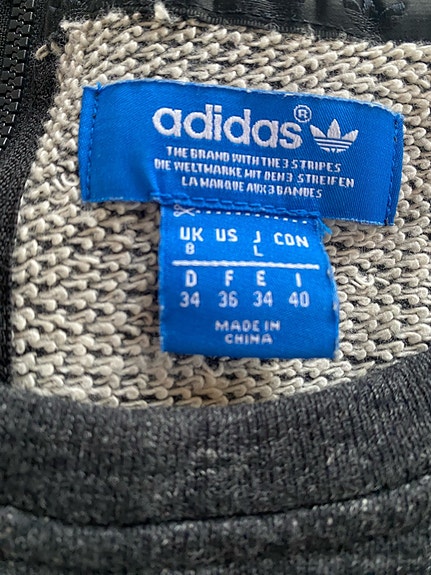 adidas®
THE BRAND WITH THE 3 STRIPES
DIE WELTMARKE MIT DEN 3 STREIFEN
LA MARQUE AUX 3 BANDES
UK US J CDN
8 L
D F E I
34 36 34 40
MADE IN
CHINA